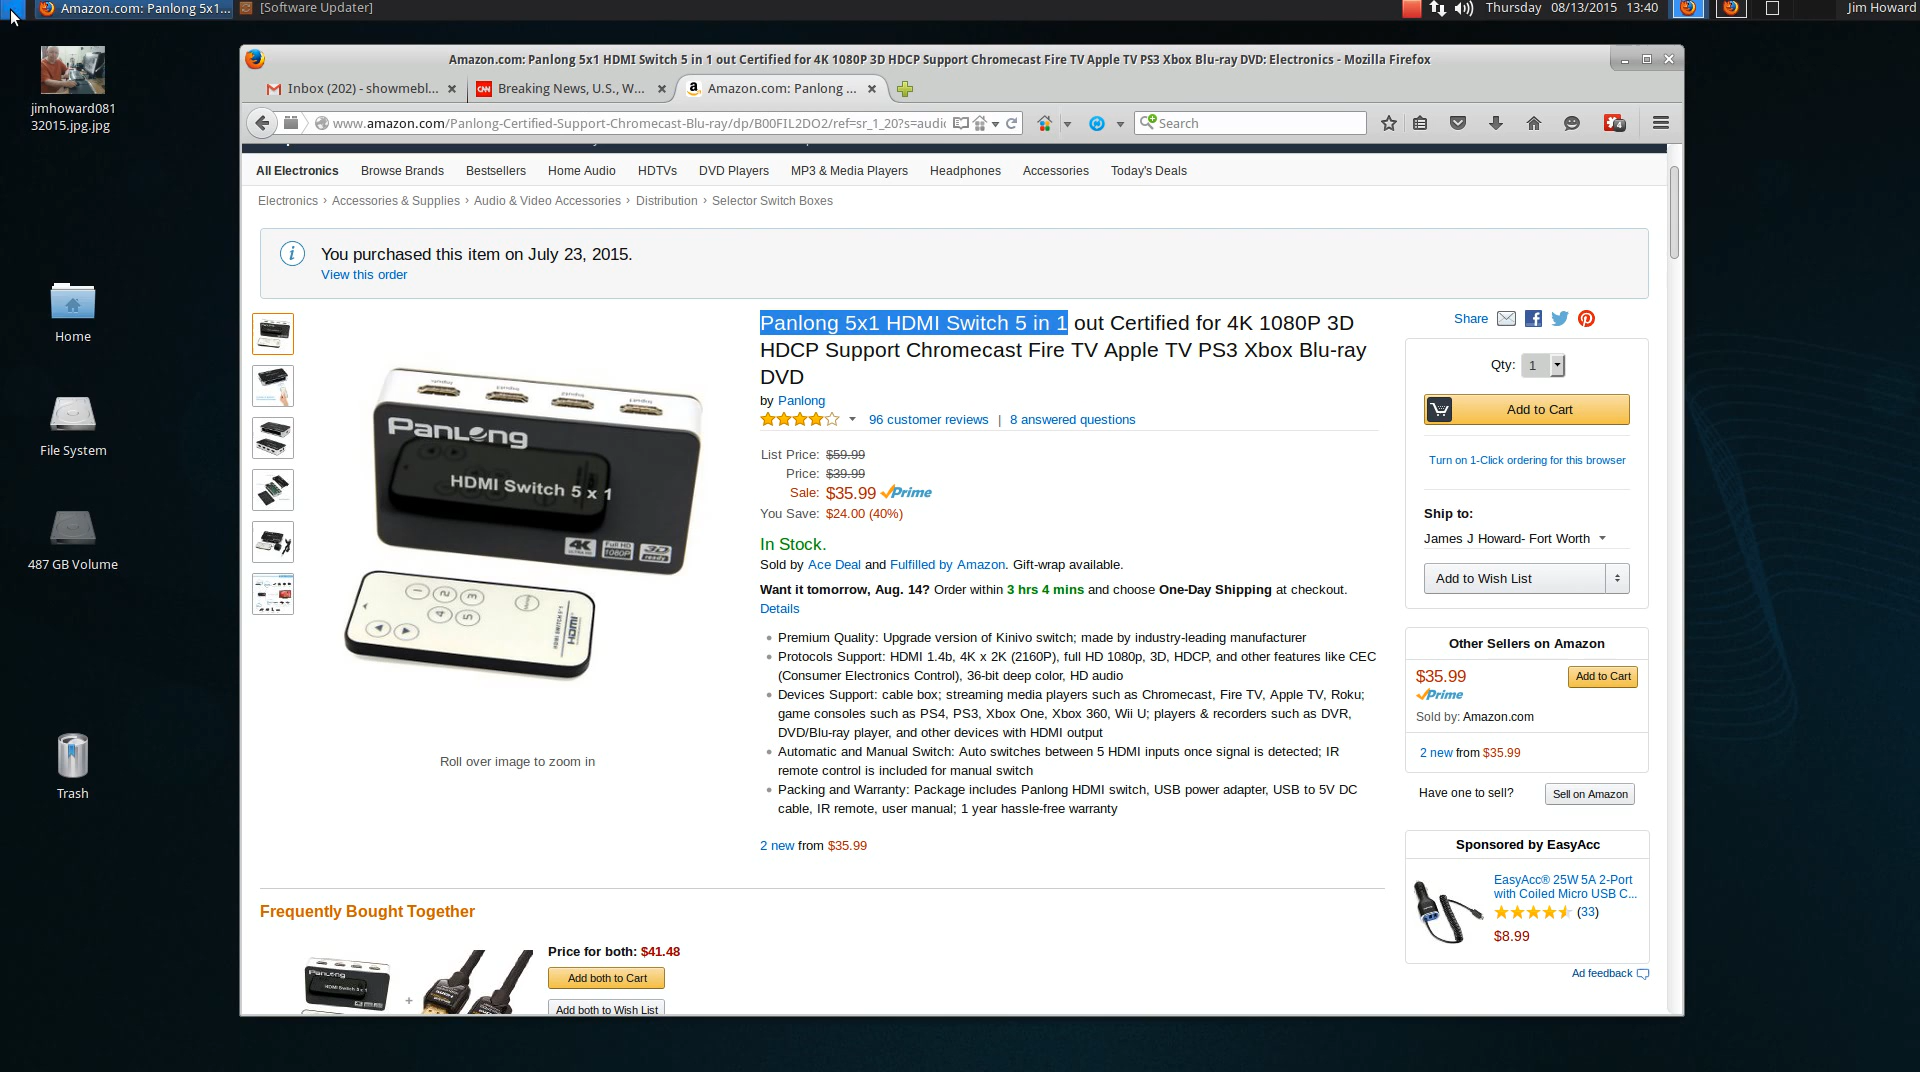 Amazon.com: Panlong 5x1...
[Software Updater]
Thursday 08/13/2015 13:40
Jim Howard
jimhoward081
32015.jpg.jpg
Home
File System
487 GB Volume
Trash
Amazon.com: Panlong 5x1 HDMI Switch 5 in 1 out Certified for 4K 1080P 3D HDCP Support Chromecast Fire TV Apple TV PS3 Xbox Blu-ray DVD: Electronics - Mozilla Firefox
Inbox (202) - showmebl...
CNN
Breaking News, U.S., W...
Amazon.com: Panlong ...
www.amazon.com/Panlong-Certified-Support-Chromecast-Blu-ray/dp/B00FIL2DO2/ref=sr_1_20?s=audio
Search
4
All Electronics Browse Brands Bestsellers Home Audio HDTVs DVD Players MP3 & Media Players Headphones Accessories Today's Deals
Electronics › Accessories & Supplies › Audio & Video Accessories › Distribution › Selector Switch Boxes
You purchased this item on July 23, 2015.
View this order
PanLong
HDMI Switch 5 x 1
4K
Full HD
1080P
3D
ready
1 2 3
4 5
HDMI
Roll over image to zoom in
Panlong 5x1 HDMI Switch 5 in 1 out Certified for 4K 1080P 3D
HDCP Support Chromecast Fire TV Apple TV PS3 Xbox Blu-ray
DVD
by Panlong
96 customer reviews | 8 answered questions
List Price: $59.99
Price: $39.99
Sale: $35.99 Prime
You Save: $24.00 (40%)
In Stock.
Sold by Ace Deal and Fulfilled by Amazon. Gift-wrap available.
Want it tomorrow, Aug. 14? Order within 3 hrs 4 mins and choose One-Day Shipping at checkout.
Details
• Premium Quality: Upgrade version of Kinivo switch; made by industry-leading manufacturer
• Protocols Support: HDMI 1.4b, 4K x 2K (2160P), full HD 1080p, 3D, HDCP, and other features like CEC
(Consumer Electronics Control), 36-bit deep color, HD audio
• Devices Support: cable box; streaming media players such as Chromecast, Fire TV, Apple TV, Roku;
game consoles such as PS4, PS3, Xbox One, Xbox 360, Wii U; players & recorders such as DVR,
DVD/Blu-ray player, and other devices with HDMI output
• Automatic and Manual Switch: Auto switches between 5 HDMI inputs once signal is detected; IR
remote control is included for manual switch
• Packing and Warranty: Package includes Panlong HDMI switch, USB power adapter, USB to 5V DC
cable, IR remote, user manual; 1 year hassle-free warranty
2 new from $35.99
Share
Qty: 1
Add to Cart
Turn on 1-Click ordering for this browser
Ship to:
James J Howard- Fort Worth
Add to Wish List
Other Sellers on Amazon
$35.99
Add to Cart
Prime
Sold by: Amazon.com
2 new from $35.99
Have one to sell?
Sell on Amazon
Sponsored by EasyAcc
EasyAcc® 25W 5A 2-Port
with Coiled Micro USB C...
(33)
$8.99
Ad feedback
Frequently Bought Together
PanLong
HDMI Switch 5 x 1
+
Price for both: $41.48
Add both to Cart
Add both to Wish List